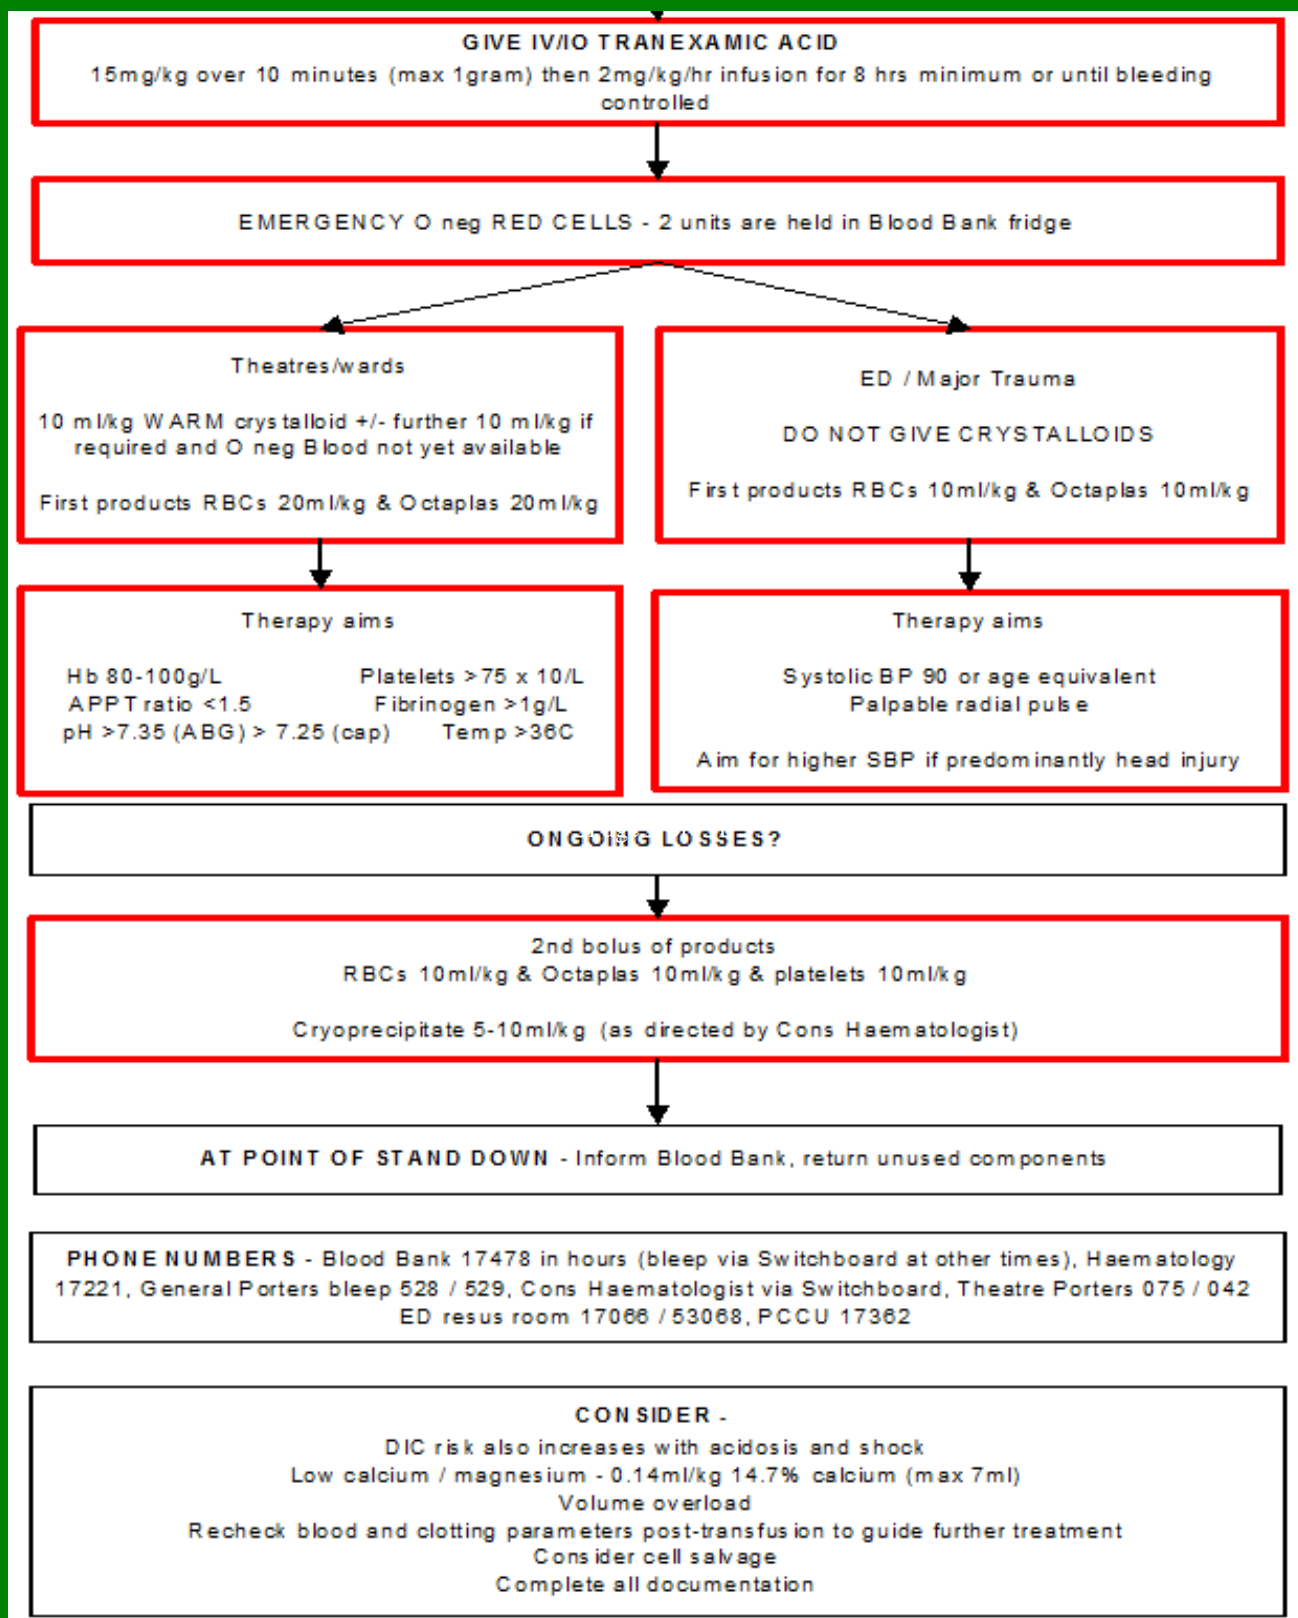 GIVE IV/IO TRANEXAMIC ACID
15mg/kg over 10 minutes (max 1gram) then 2mg/kg/hr infusion for 8 hrs minimum or until bleeding
controlled
EMERGENCY O neg RED CELLS - 2 units are held in Blood Bank fridge
Theatres/wards
10 ml/kg WARM crystalloid +/- further 10 ml/kg if
required and O neg Blood not yet available
First products RBCs 20ml/kg & Octaplas 20ml/kg
ED / Major Trauma
DO NOT GIVE CRYSTALLOIDS
First products RBCs 10ml/kg & Octaplas 10ml/kg
Therapy aims
Hb 80-100g/L Platelets >75 x 10/L
APPT ratio <1.5 Fibrinogen >1g/L
pH >7.35 (ABG) > 7.25 (cap) Temp >36C
Therapy aims
Systolic BP 90 or age equivalent
Palpable radial pulse
Aim for higher SBP if predominantly head injury
ONGOING LOSSES?
2nd bolus of products
RBCs 10ml/kg & Octaplas 10ml/kg & platelets 10ml/kg
Cryoprecipitate 5-10ml/kg (as directed by Cons Haematologist)
AT POINT OF STAND DOWN - Inform Blood Bank, return unused components
PHONE NUMBERS - Blood Bank 17478 in hours (bleep via Switchboard at other times), Haematology
17221, General Porters bleep 528 / 529, Cons Haematologist via Switchboard, Theatre Porters 075 / 042
ED resus room 17066 / 53068, PCCU 17362
CONSIDER -
DIC risk also increases with acidosis and shock
Low calcium / magnesium - 0.14ml/kg 14.7% calcium (max 7ml)
Volume overload
Recheck blood and clotting parameters post-transfusion to guide further treatment
Consider cell salvage
Complete all documentation